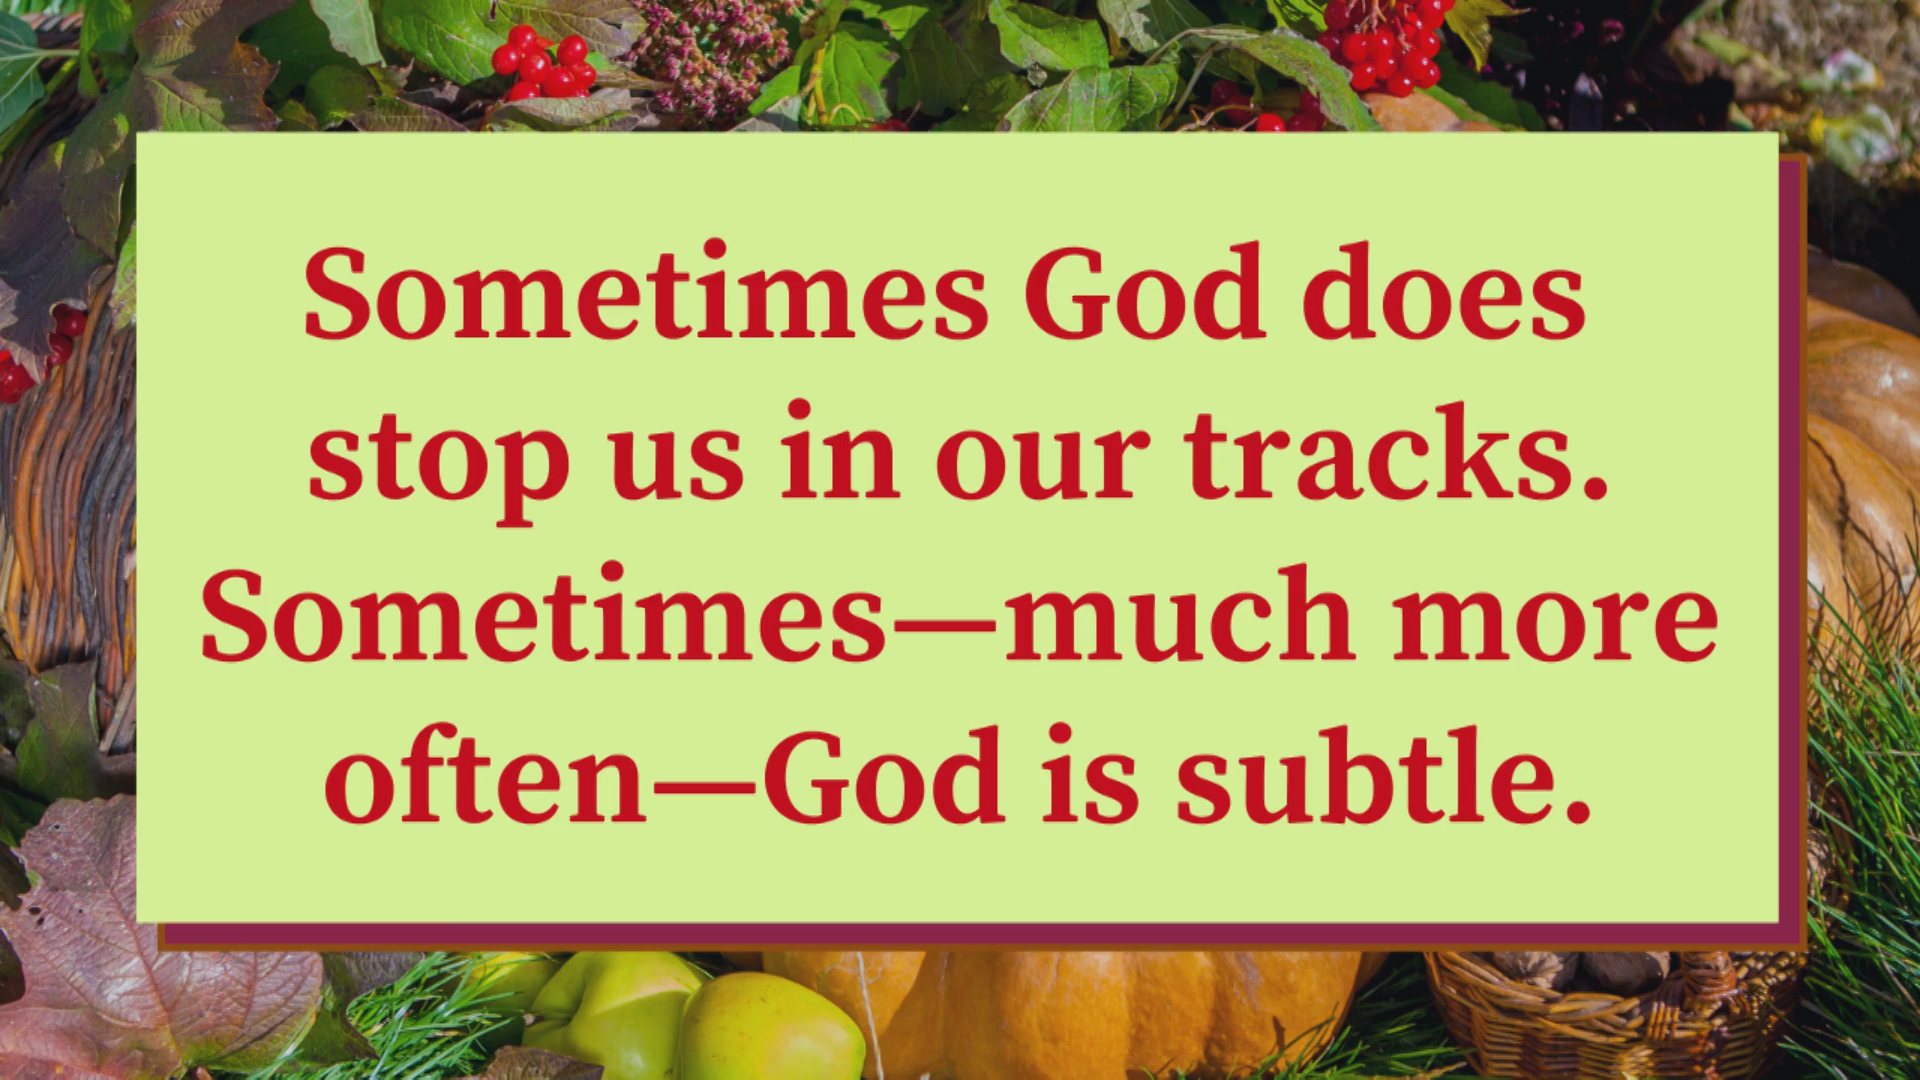 Sometimes God does
stop us in our tracks.
Sometimes—much more
often—God is subtle.